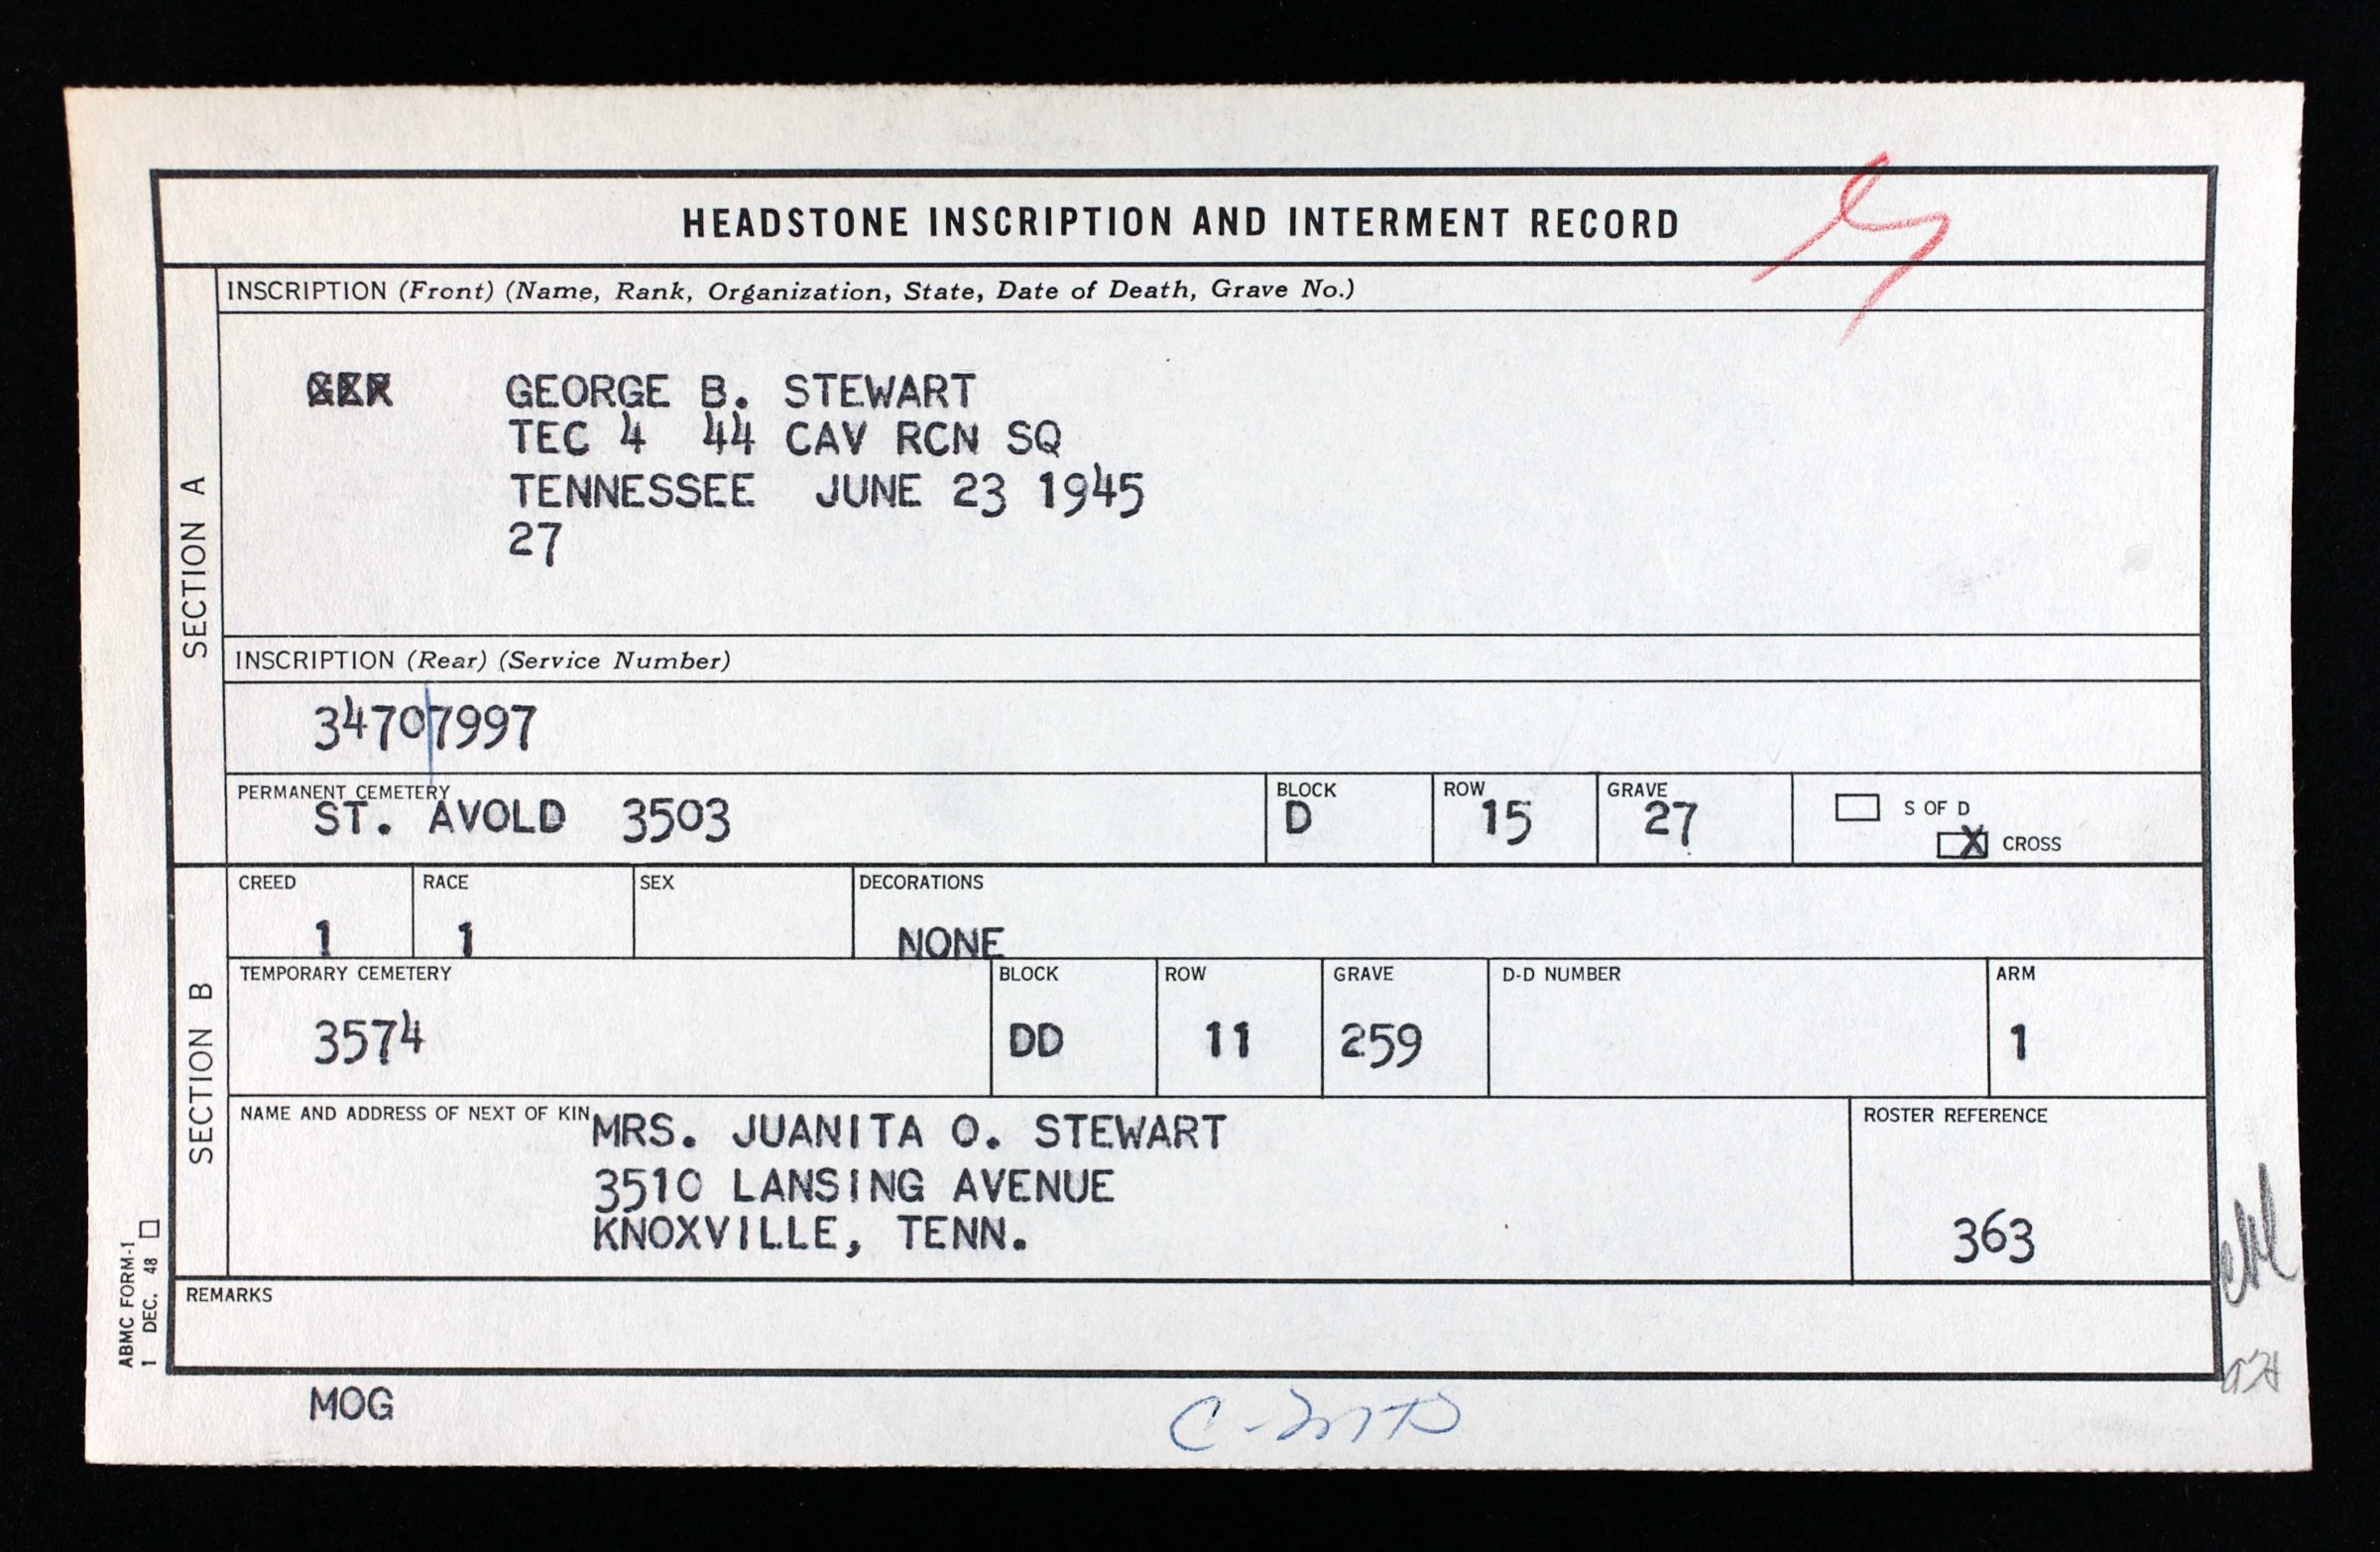 HEADSTONE INSCRIPTION AND INTERMENT RECORD
SECTION A
INSCRIPTION (Front) (Name, Rank, Organization, State, Date of Death, Grave No.)
GEORGE B. STEWART
TEC 4 44 CAV RCN SQ
TENNESSEE JUNE 23 1945
27
INSCRIPTION (Rear) (Service Number)
34707997
PERMANENT CEMETERY BLOCK ROW GRAVE
ST. AVOLD 3503 D 15 27
S OF D
X CROSS
SECTION B
CREED RACE SEX DECORATIONS
1 1 NONE
TEMPORARY CEMETERY BLOCK ROW GRAVE D-D NUMBER ARM
3574 DD 11 259 1
NAME AND ADDRESS OF NEXT OF KIN ROSTER REFERENCE
MRS. JUANITA O. STEWART
3510 LANSING AVENUE
KNOXVILLE, TENN.
363
REMARKS
ABMC FORM-1
1 DEC. 48
MOG